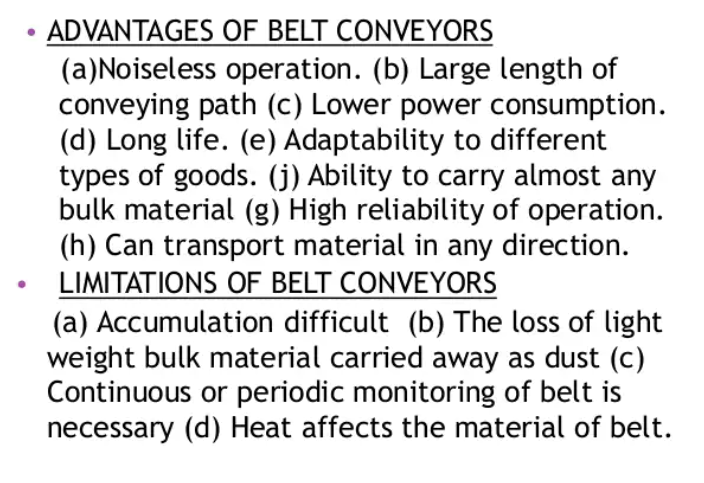 • ADVANTAGES OF BELT CONVEYORS
(a)Noiseless operation. (b) Large length of
conveying path (c) Lower power consumption.
(d) Long life. (e) Adaptability to different
types of goods. (j) Ability to carry almost any
bulk material (g) High reliability of operation.
(h) Can transport material in any direction.
• LIMITATIONS OF BELT CONVEYORS
(a) Accumulation difficult (b) The loss of light
weight bulk material carried away as dust (c)
Continuous or periodic monitoring of belt is
necessary (d) Heat affects the material of belt.